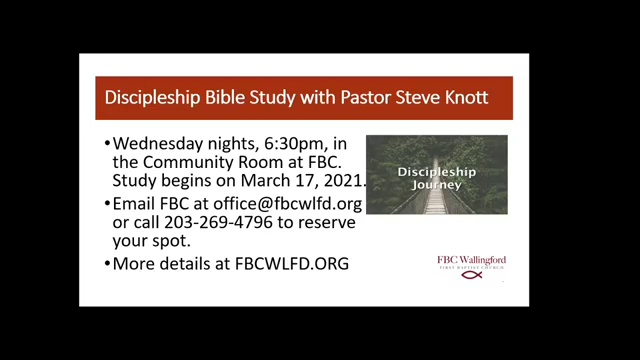 Discipleship Bible Study with Pastor Steve Knott
•Wednesday nights, 6:30pm, in
the Community Room at FBC.
Study begins on March 17, 2021.
•Email FBC at office@fbcwlfd.org
or call 203-269-4796 to reserve
your spot.
•More details at FBCWLFD.ORG
Discipleship
Journey
FBC Wallingford
FIRST BAPTIST CHURCH